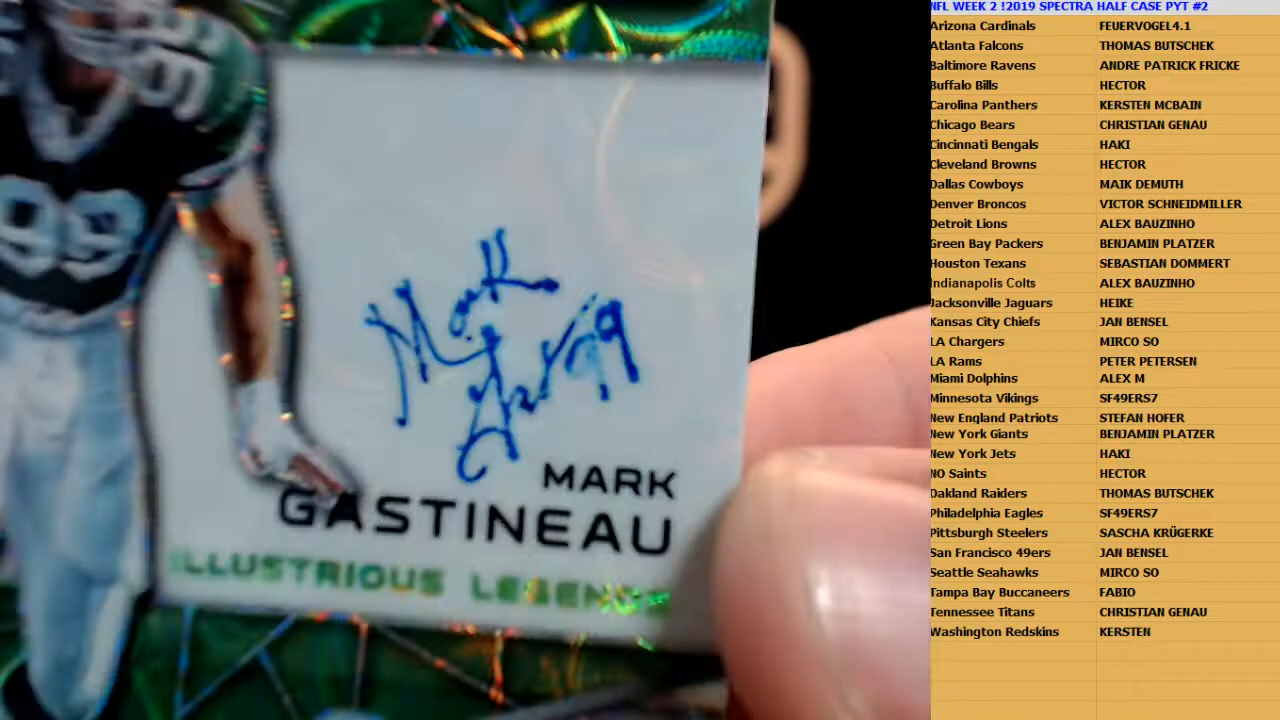 99
Mark
99
MARK
GASTINEAU
ILLUSTRIOUS LEGENDS
NFL WEEK 2 !2019 SPECTRA HALF CASE PYT #2
Arizona Cardinals FEUERVOGEL4.1
Atlanta Falcons THOMAS BUTSCHEK
Baltimore Ravens ANDRE PATRICK FRICKE
Buffalo Bills HECTOR
Carolina Panthers KERSTEN MCBAIN
Chicago Bears CHRISTIAN GENAU
Cincinnati Bengals HAKI
Cleveland Browns HECTOR
Dallas Cowboys MAIK DEMUTH
Denver Broncos VICTOR SCHNEIDMILLER
Detroit Lions ALEX BAUZINHO
Green Bay Packers BENJAMIN PLATZER
Houston Texans SEBASTIAN DOMMERT
Indianapolis Colts ALEX BAUZINHO
Jacksonville Jaguars HEIKE
Kansas City Chiefs JAN BENSEL
LA Chargers MIRCO SO
LA Rams PETER PETERSEN
Miami Dolphins ALEX M
Minnesota Vikings SF49ERS7
New England Patriots STEFAN HOFER
New York Giants BENJAMIN PLATZER
New York Jets HAKI
NO Saints HECTOR
Oakland Raiders THOMAS BUTSCHEK
Philadelphia Eagles SF49ERS7
Pittsburgh Steelers SASCHA KRÜGERKE
San Francisco 49ers JAN BENSEL
Seattle Seahawks MIRCO SO
Tampa Bay Buccaneers FABIO
Tennessee Titans CHRISTIAN GENAU
Washington Redskins KERSTEN